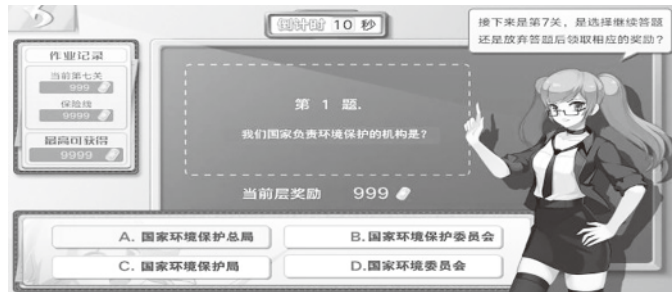 倒计时 10 秒
接下来是第7关，是选择继续答题
还是放弃答题后领取相应的奖励？
作业记录
当前第七关
999
保险线
9999
最高可获得
9999
第 1 题.
我们国家负责环境保护的机构是？
当前层奖励 999
A. 国家环境保护总局
B.国家环境保护委员会
C. 国家环境保护局
D.国家环境委员会